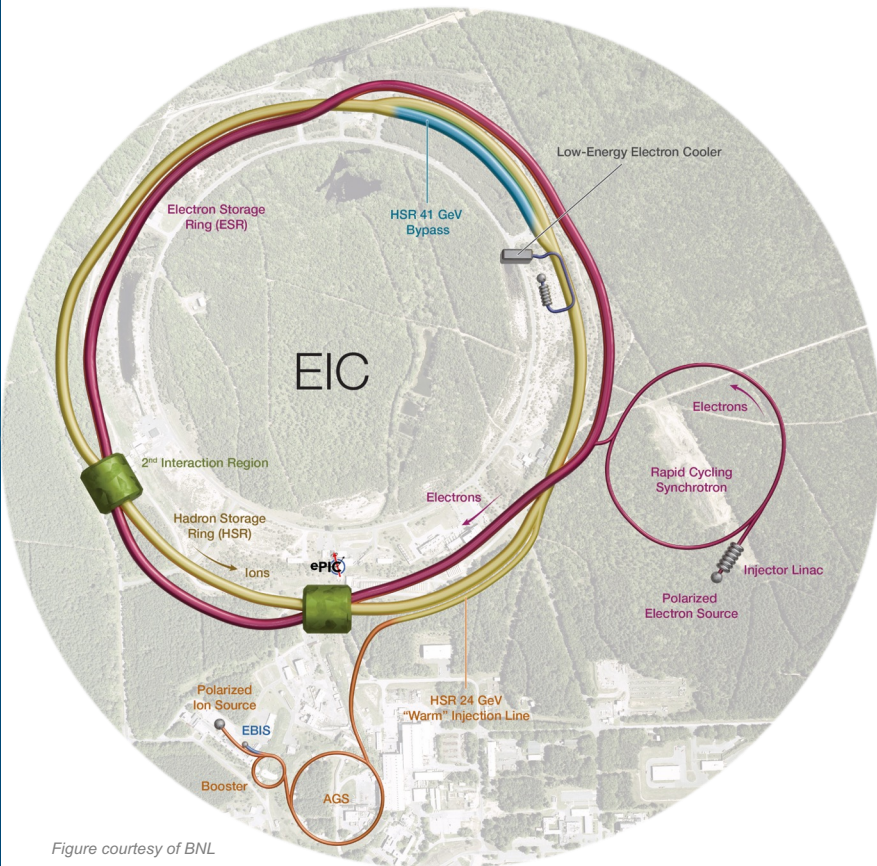 Low-Energy Electron Cooler
Electron Storage
Ring (ESR)
HSR 41 GeV
Bypass
EIC
Electrons
Rapid Cycling
Synchrotron
2nd Interaction Region
Electrons
Hadron Storage
Ring (HSR)
Ions
ePIC
Injector Linac
Polarized
Electron Source
Polarized
Ion Source
HSR 24 GeV
“Warm” Injection Line
EBIS
Booster
AGS
Figure courtesy of BNL